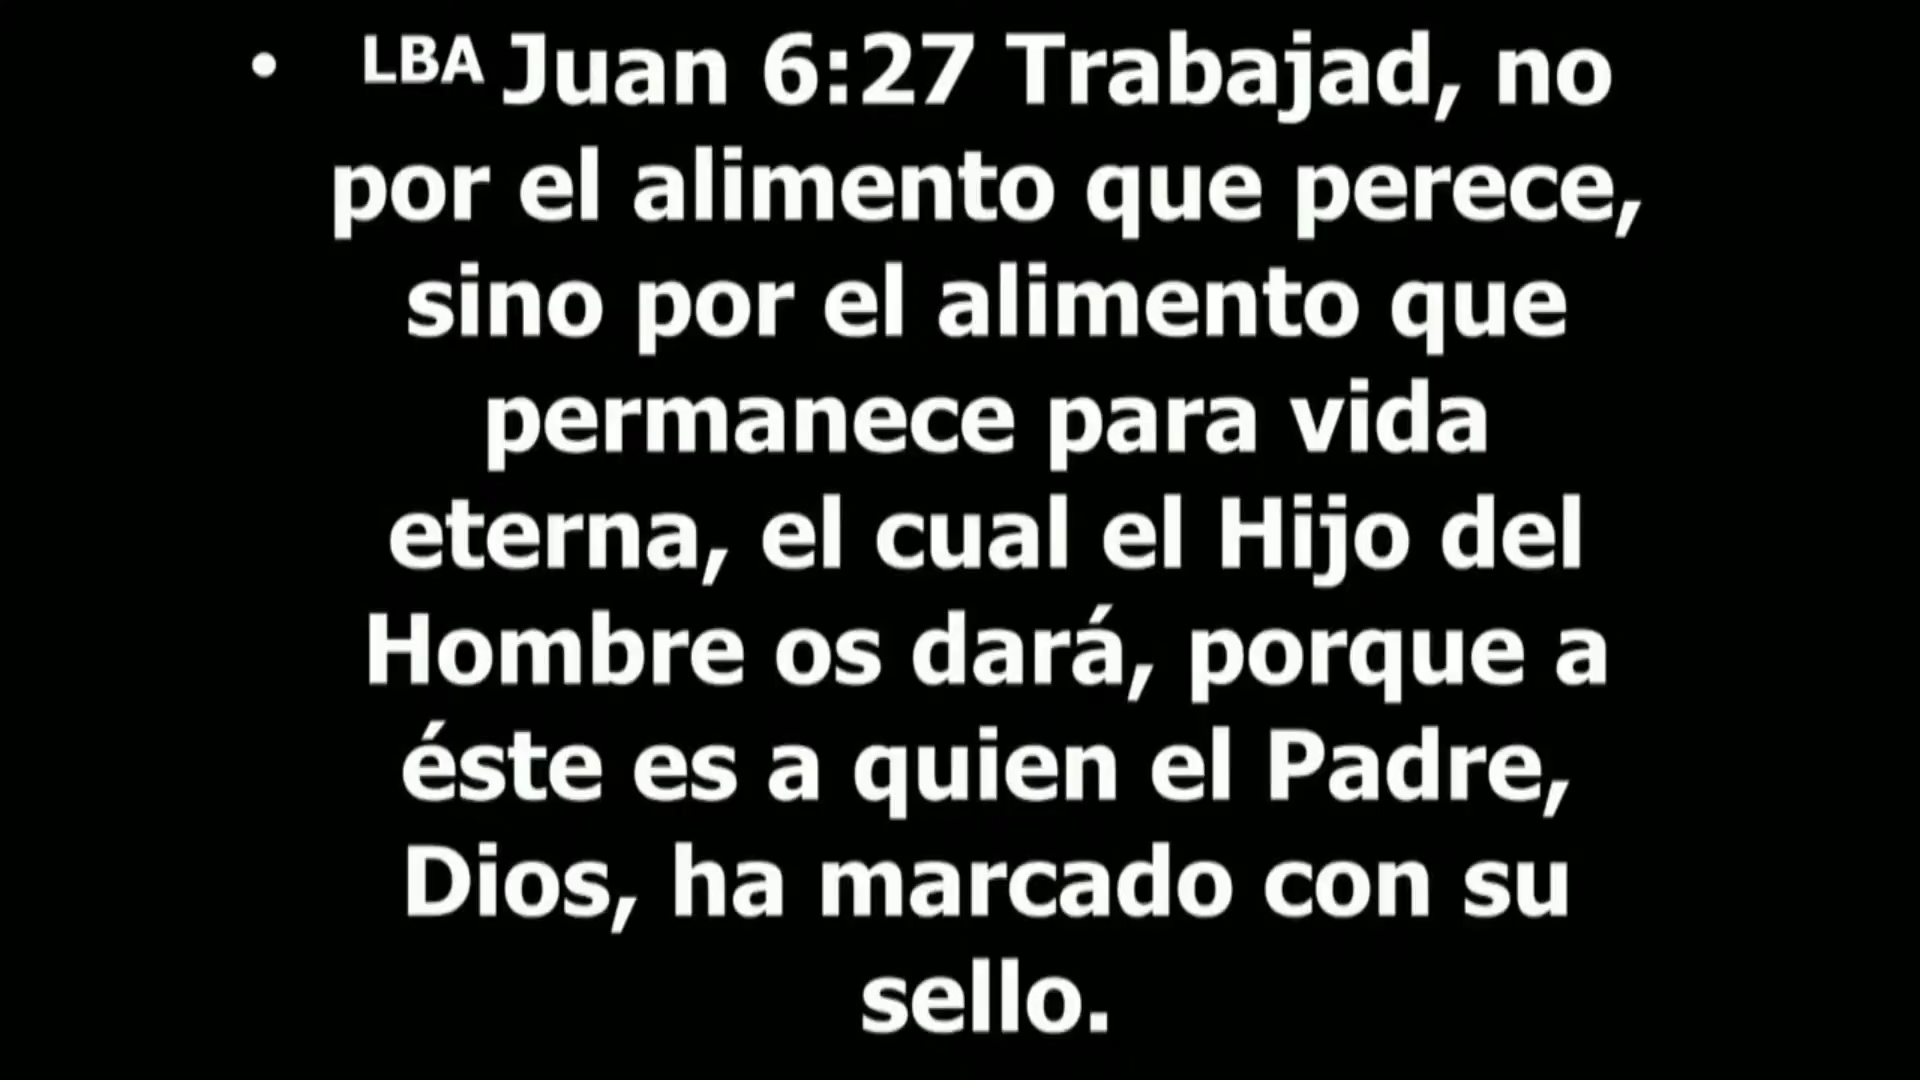 • LBA Juan 6:27 Trabajad, no
por el alimento que perece,
sino por el alimento que
permanece para vida
eterna, el cual el Hijo del
Hombre os dará, porque a
éste es a quien el Padre,
Dios, ha marcado con su
sello.